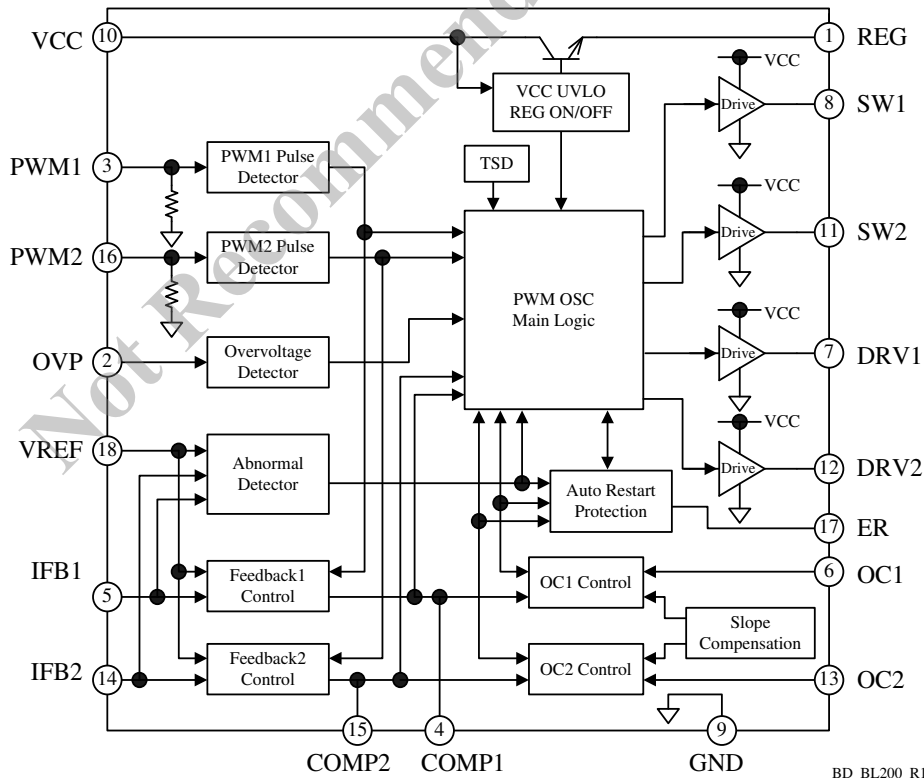 VCC
10
1
REG
VCC UVLO
REG ON/OFF
VCC
Drive
8
SW1
PWM1
3
PWM1 Pulse
Detector
TSD
PWM2
16
PWM2 Pulse
Detector
VCC
Drive
11
SW2
PWM OSC
Main Logic
OVP
2
Overvoltage
Detector
VCC
Drive
7
DRV1
VREF
18
Abnormal
Detector
VCC
Drive
12
DRV2
Auto Restart
Protection
17
ER
IFB1
5
Feedback1
Control
OC1 Control
6
OC1
Slope
Compensation
IFB2
14
Feedback2
Control
OC2 Control
13
OC2
15
4
9
COMP2
COMP1
GND
BD_BL200_R1
Not Recommend